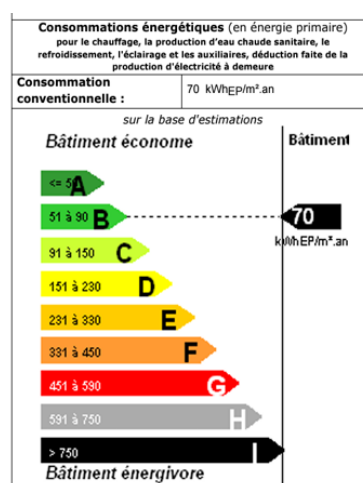 Consommations énergétiques (en énergie primaire)
pour le chauffage, la production d'eau chaude sanitaire, le
refroidissement, l'éclairage et les auxiliaires, déduction faite de la
production d'électricité à demeure
Consommation
conventionnelle :
70 kWhEP/m².an
sur la base d'estimations
Bâtiment économe
Bâtiment
<= 50 A
51 à 90 B
70
kWhEP/m².an
91 à 150 C
151 à 230 D
231 à 330 E
331 à 450 F
451 à 590 G
591 à 750 H
> 750 I
Bâtiment énergivore